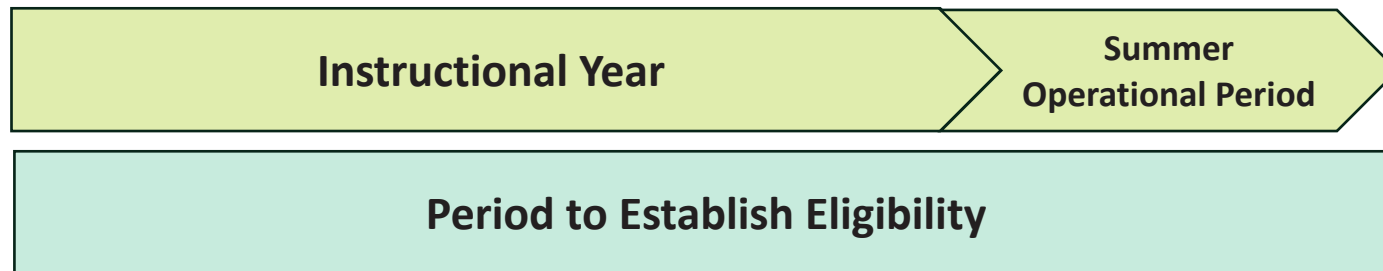 Instructional Year
Summer
Operational Period
Period to Establish Eligibility